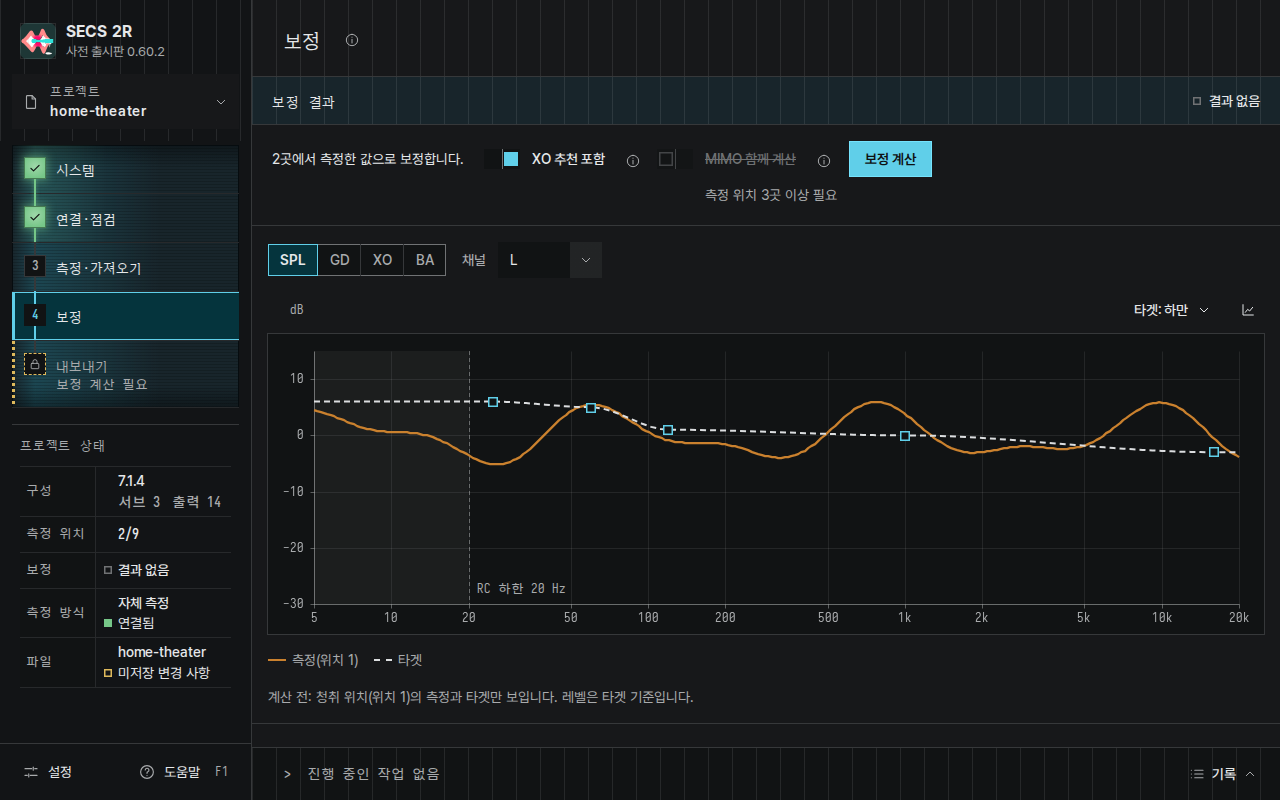 SECS 2R
사전 출시판 0.60.2
프로젝트
home-theater
시스템
연결·점검
3 측정·가져오기
4 보정
내보내기
보정 계산 필요
프로젝트 상태
구성 7.1.4
서브 3 출력 14
측정 위치 2/9
보정 결과 없음
측정 방식 자체 측정
연결됨
파일 home-theater
미저장 변경 사항
설정 도움말 F1
보정
보정 결과 결과 없음
2곳에서 측정한 값으로 보정합니다. XO 추천 포함 MIMO 함께 계산 보정 계산
측정 위치 3곳 이상 필요
SPL GD XO BA 채널 L
dB 타겟: 하만
10
0
-10
-20
RC 하한 20 Hz
-30
5 10 20 50 100 200 500 1k 2k 5k 10k 20k
측정(위치 1) 타겟
계산 전: 청취 위치(위치 1)의 측정과 타겟만 보입니다. 레벨은 타겟 기준입니다.
> 진행 중인 작업 없음 기록